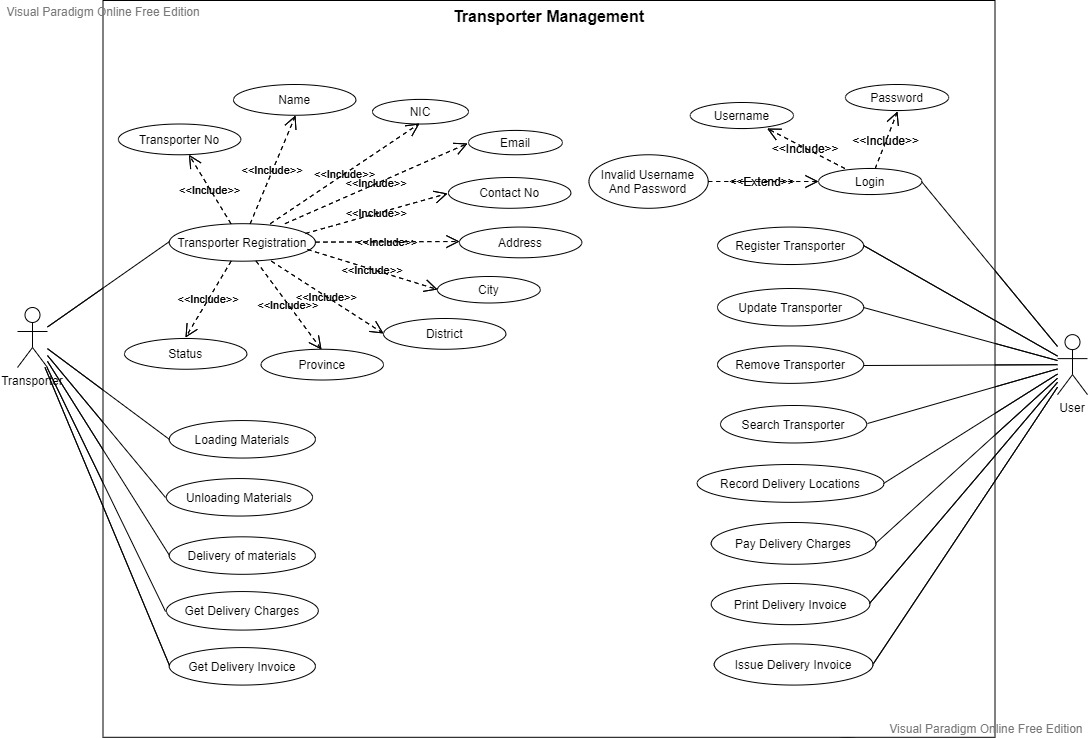 Visual Paradigm Online Free Edition
Transporter Management
Name
NIC
Transporter No
Email
Contact No
Address
City
District
Province
Status
Transporter Registration
<<Include>>
<<Include>>
<<Include>>
<<Include>>
<<Include>>
<<Include>>
<<Include>>
<<Include>>
<<Include>>
<<Include>>
Transporter
Loading Materials
Unloading Materials
Delivery of materials
Get Delivery Charges
Get Delivery Invoice
Username
Password
<<Include>>
<<Include>>
Invalid Username
And Password
<<Extend>>
Login
Register Transporter
Update Transporter
Remove Transporter
Search Transporter
Record Delivery Locations
Pay Delivery Charges
Print Delivery Invoice
Issue Delivery Invoice
User
Visual Paradigm Online Free Edition